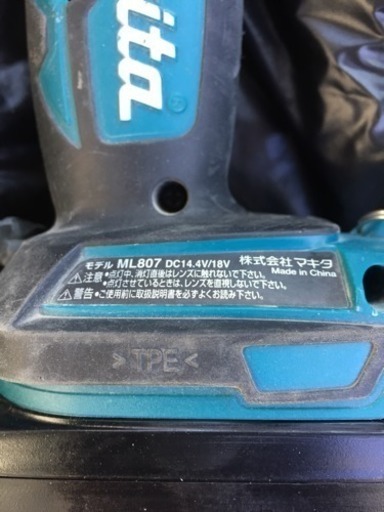 ita
®
モデル ML807 DC14.4V/18V 株式会社マキタ
Made in China
⚠注意 ●点灯中、消灯直後はレンズに触れないで下さい。
●点灯させているときは、レンズを直視しないで下さい。
⚠警告 ●ご使用前に取扱説明書を必ずよくお読み下さい。
>TPE<